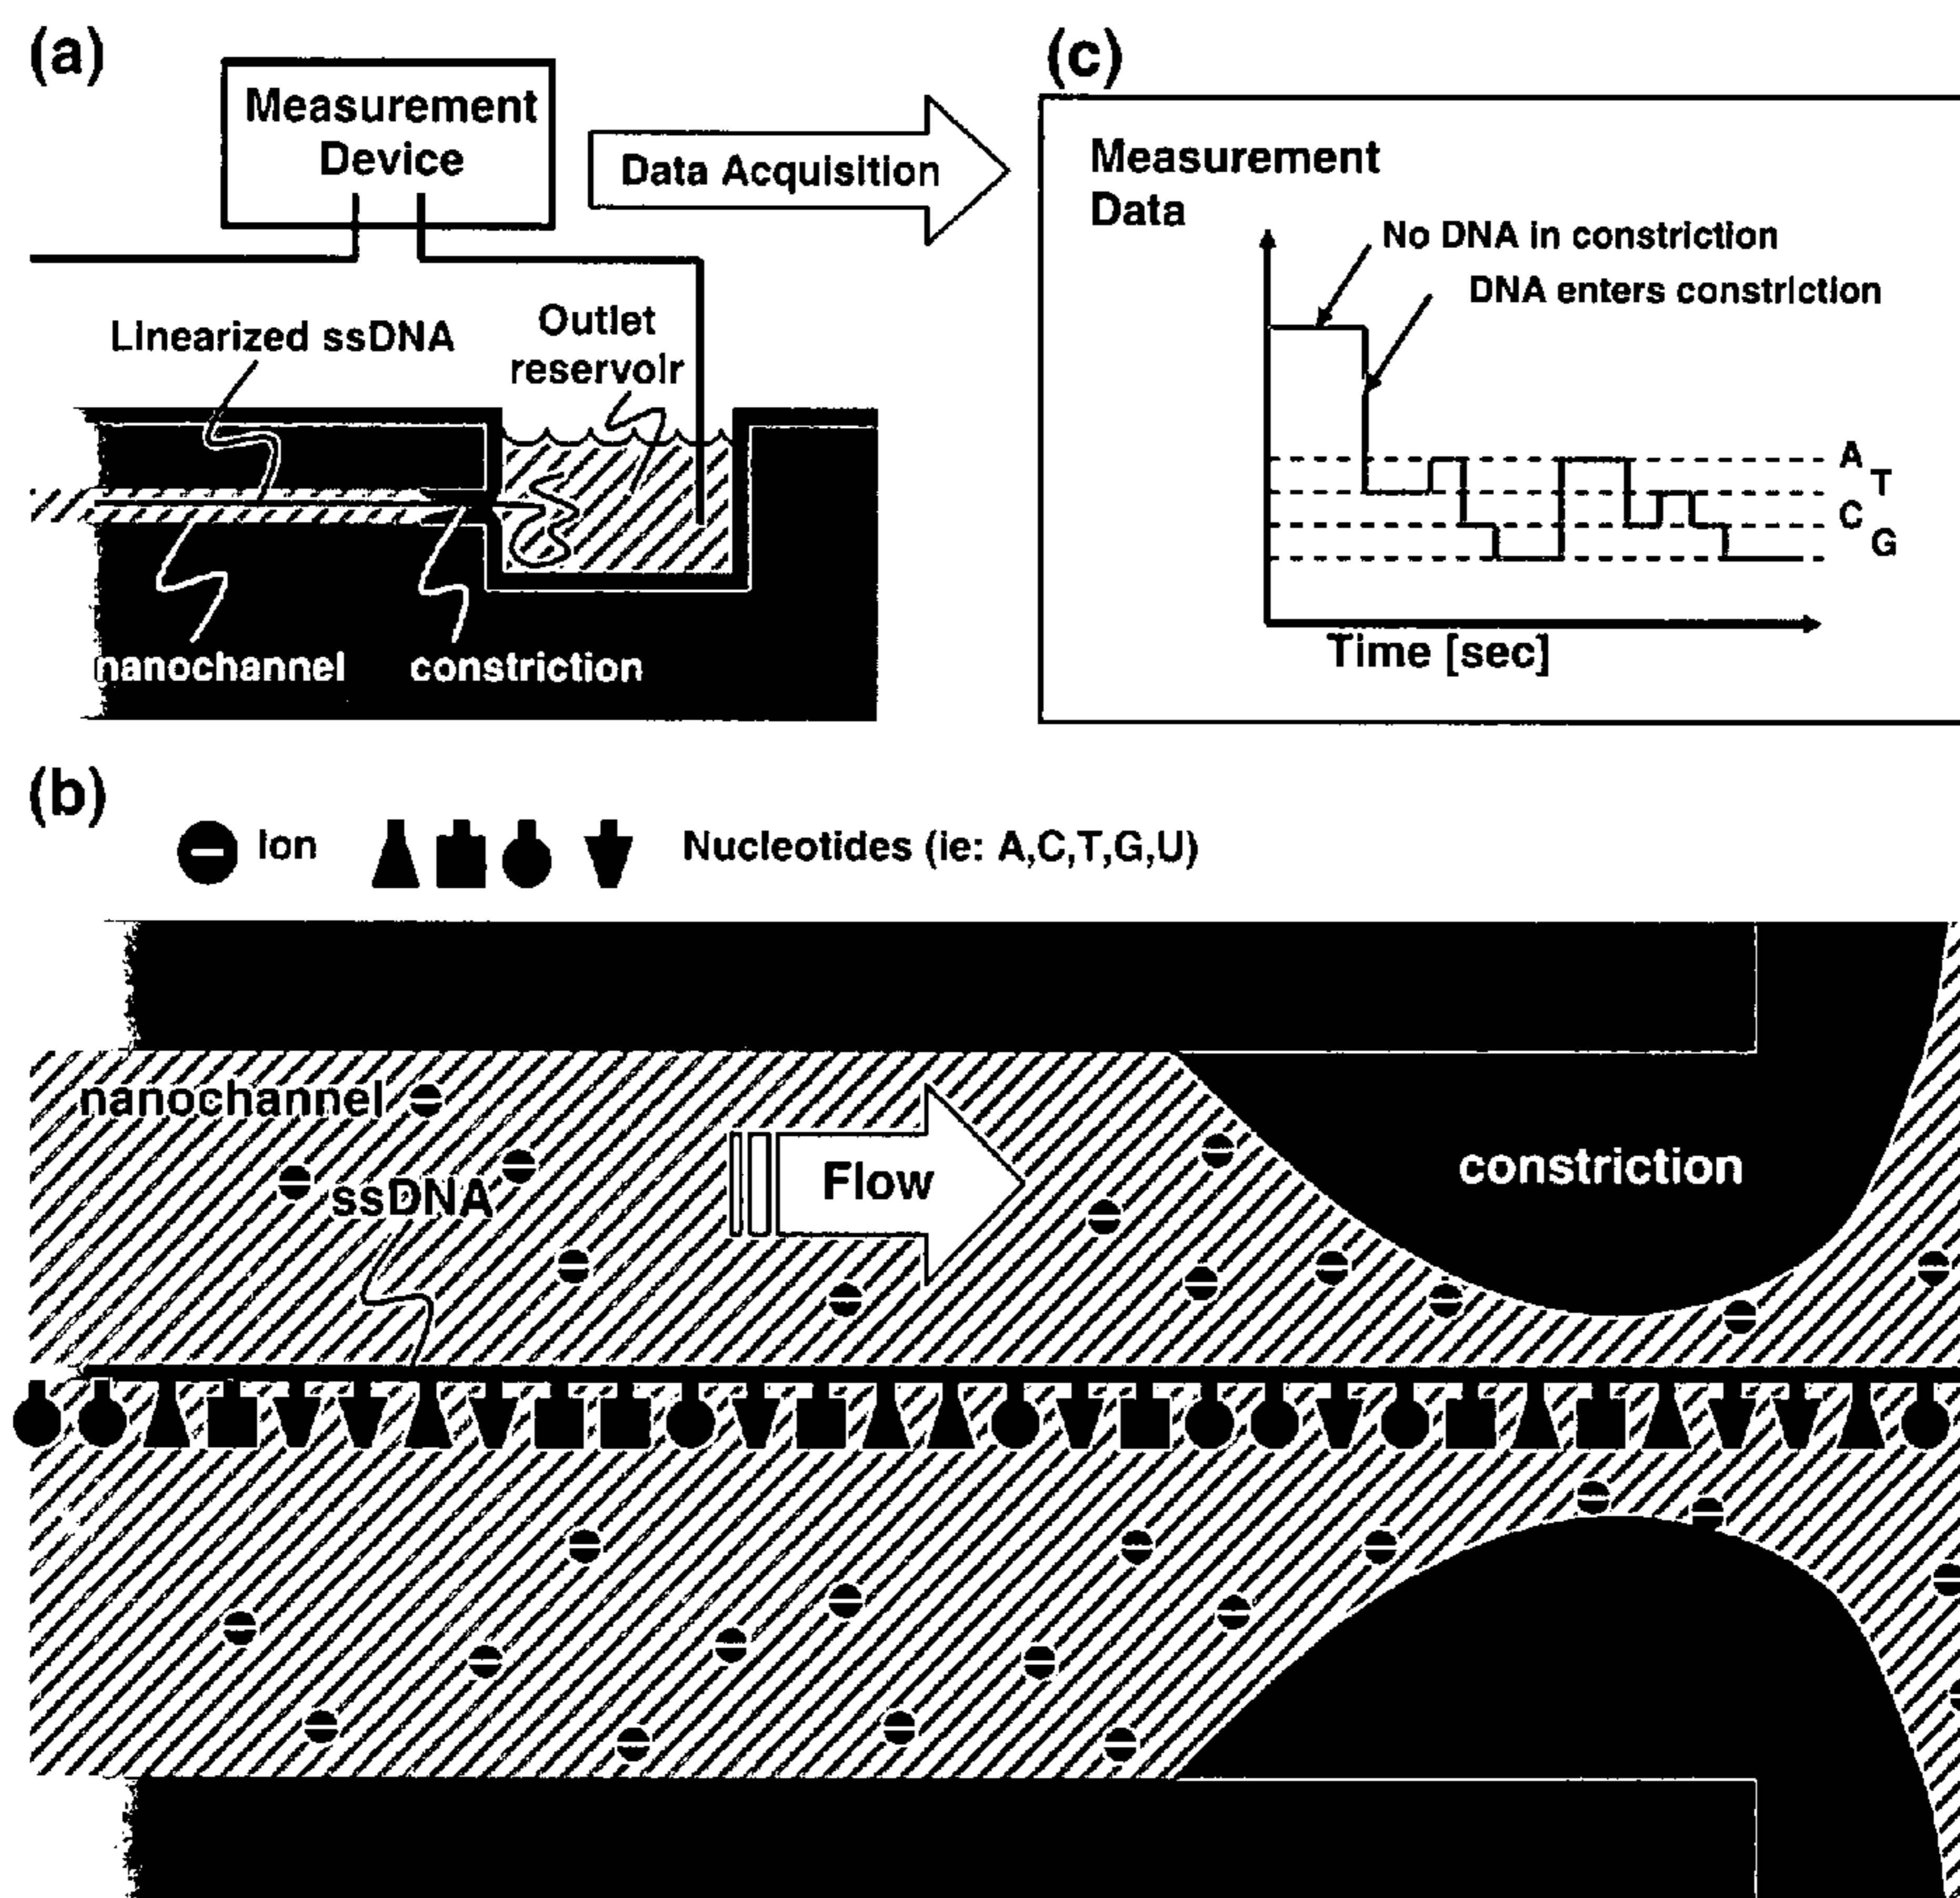 (a)
Measurement
Device
Data Acquisition
Linearized ssDNA
Outlet
reservoir
nanochannel
constriction
(c)
Measurement
Data
No DNA in constriction
DNA enters constriction
A
T
C
G
Time [sec]
(b)
Ion
Nucleotides (ie: A,C,T,G,U)
nanochannel
ssDNA
Flow
constriction